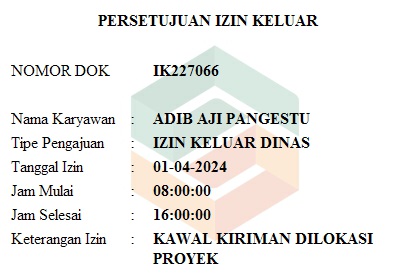 PERSETUJUAN IZIN KELUAR
NOMOR DOK IK227066
Nama Karyawan : ADIB AJI PANGESTU
Tipe Pengajuan : IZIN KELUAR DINAS
Tanggal Izin : 01-04-2024
Jam Mulai : 08:00:00
Jam Selesai : 16:00:00
Keterangan Izin : KAWAL KIRIMAN DILOKASI
PROYEK